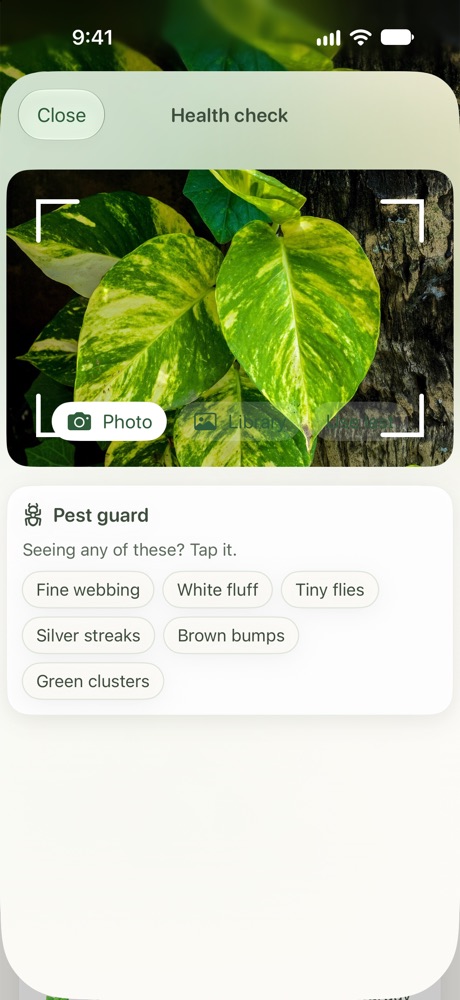 9:41
Close
Health check
Photo
Library
Pest guard
Seeing any of these? Tap it.
Fine webbing
White fluff
Tiny flies
Silver streaks
Brown bumps
Green clusters